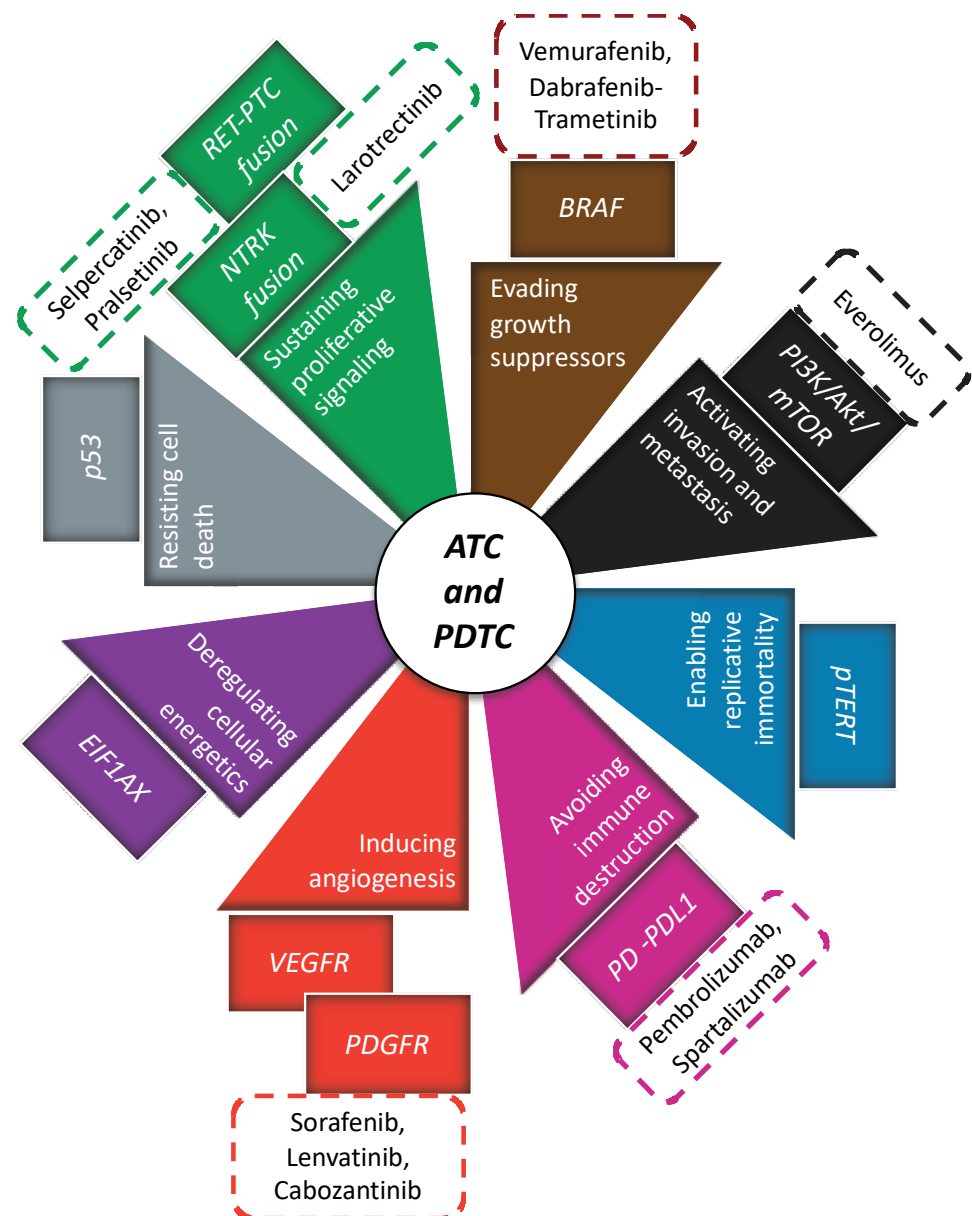 RET-PTC
fusion
Larotrectinib
Selpercatinib,
Pralsetinib
NTRK
fusion
Sustaining
proliferative
signaling
Vemurafenib,
Dabrafenib-
Trametinib
BRAF
Evading
growth
suppressors
Everolimus
PI3K/Akt/
mTOR
Activating
invasion and
metastasis
p53
Resisting cell
death
ATC
and
PDTC
Enabling
replicative
immortality
pTERT
Deregulating
cellular
energetics
EIF1AX
Inducing
angiogenesis
VEGFR
PDGFR
Sorafenib,
Lenvatinib,
Cabozantinib
Avoiding
immune
destruction
PD -PDL1
Pembrolizumab,
Spartalizumab